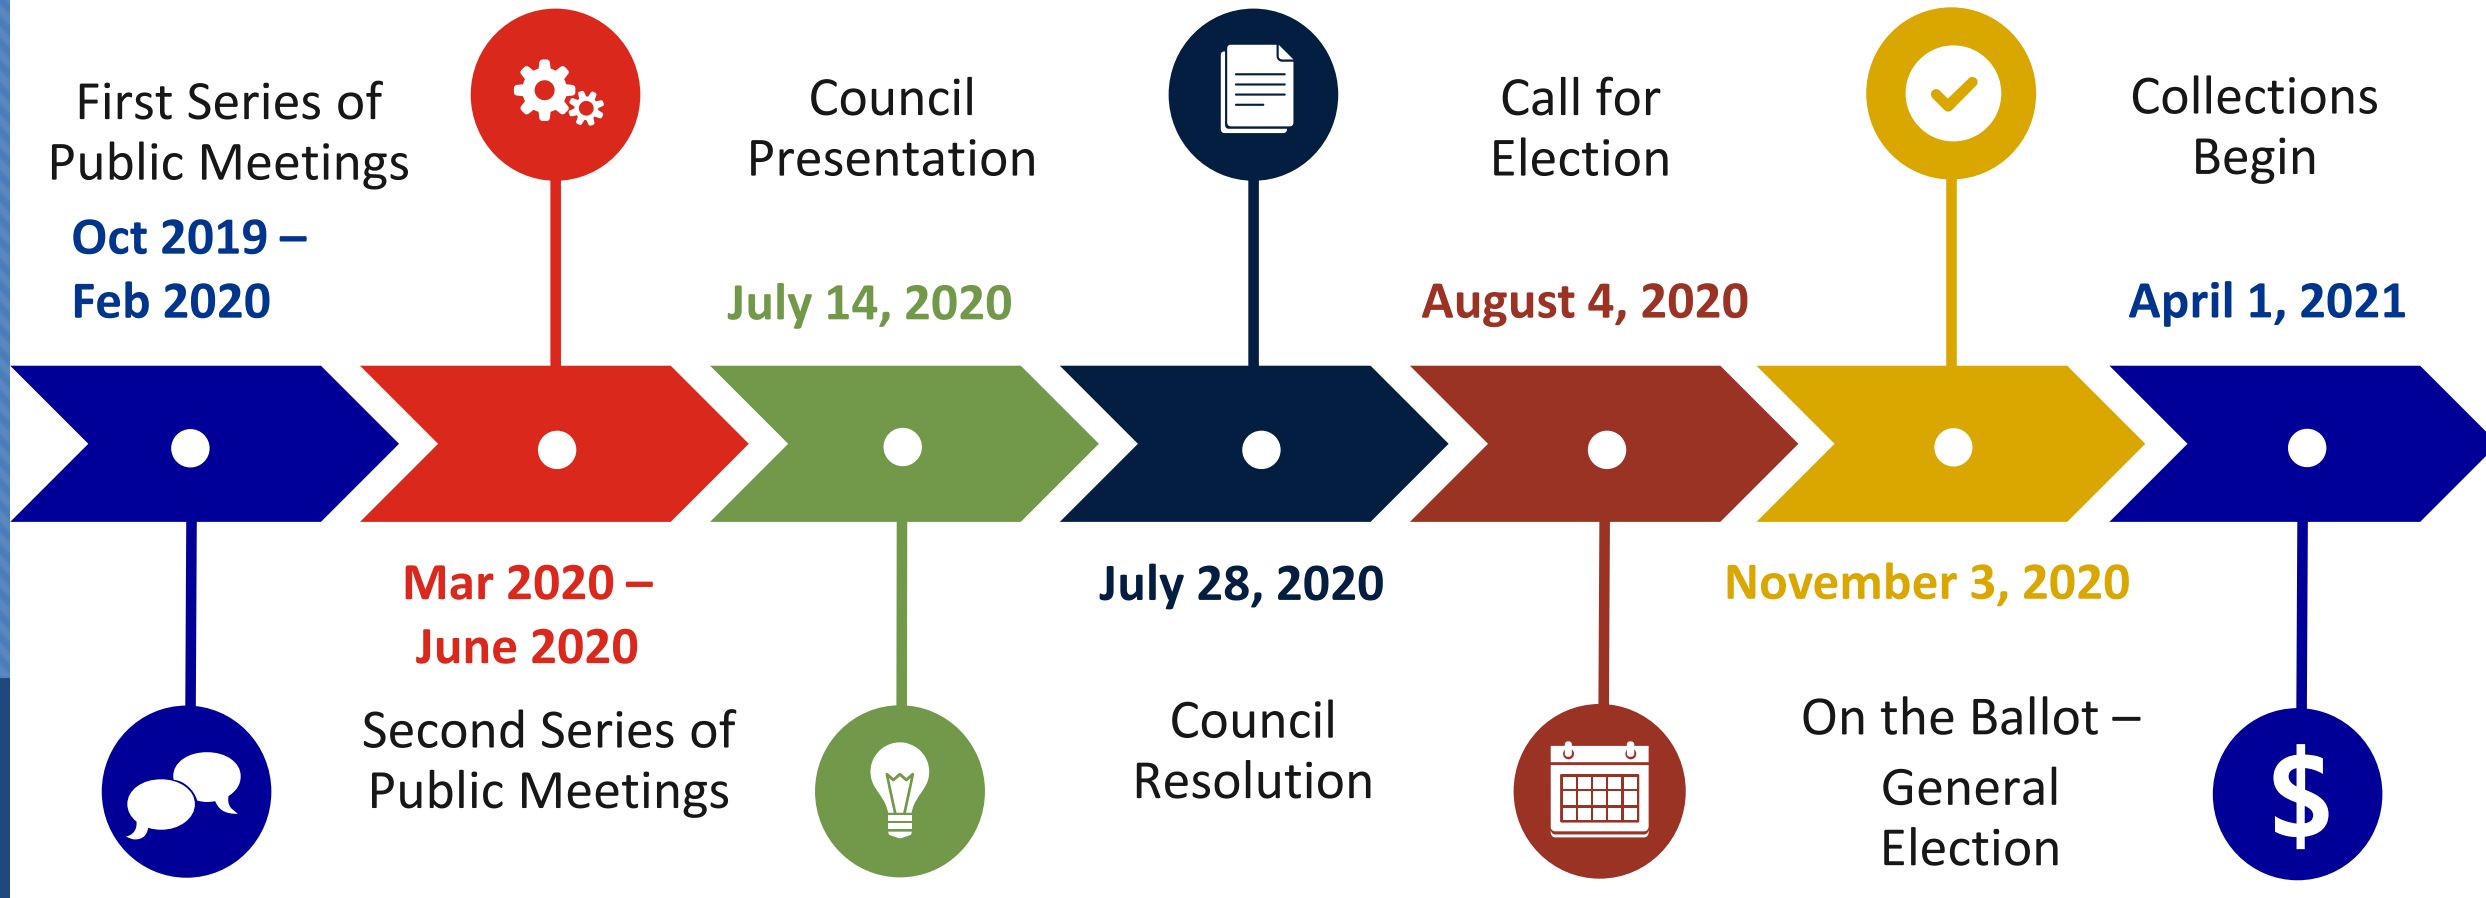 First Series of
Public Meetings
Oct 2019 –
Feb 2020
Mar 2020 –
June 2020
Second Series of
Public Meetings
Council
Presentation
July 14, 2020
July 28, 2020
Council
Resolution
Call for
Election
August 4, 2020
November 3, 2020
On the Ballot –
General
Election
Collections
Begin
April 1, 2021
$